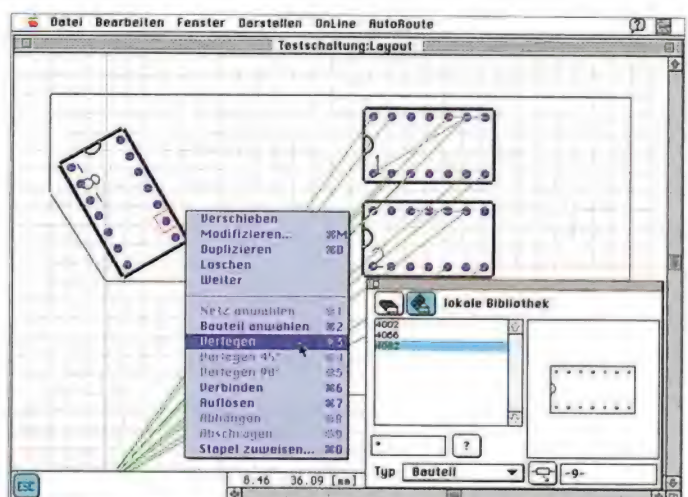 Datei Bearbeiten Fenster Darstellen OnLine AutoRoute
Testschaltung:Layout
1
2
Verschieben
Modifizieren... ⌘M
Duplizieren ⌘D
Löschen
Weiter
Netz anwählen ⌘1
Bauteil anwählen ⌘2
Verlegen ⌘3
Verlegen 45° ⌘4
Verlegen 90° ⌘5
Verbinden ⌘6
Auflösen ⌘7
Abhängen ⌘8
Abschrägen ⌘9
Stapel zuweisen... ⌘0
lokale Bibliothek
4002
4066
4082
*
?
Typ Bauteil
-9-
ESC
8.46 36.09 [mm]